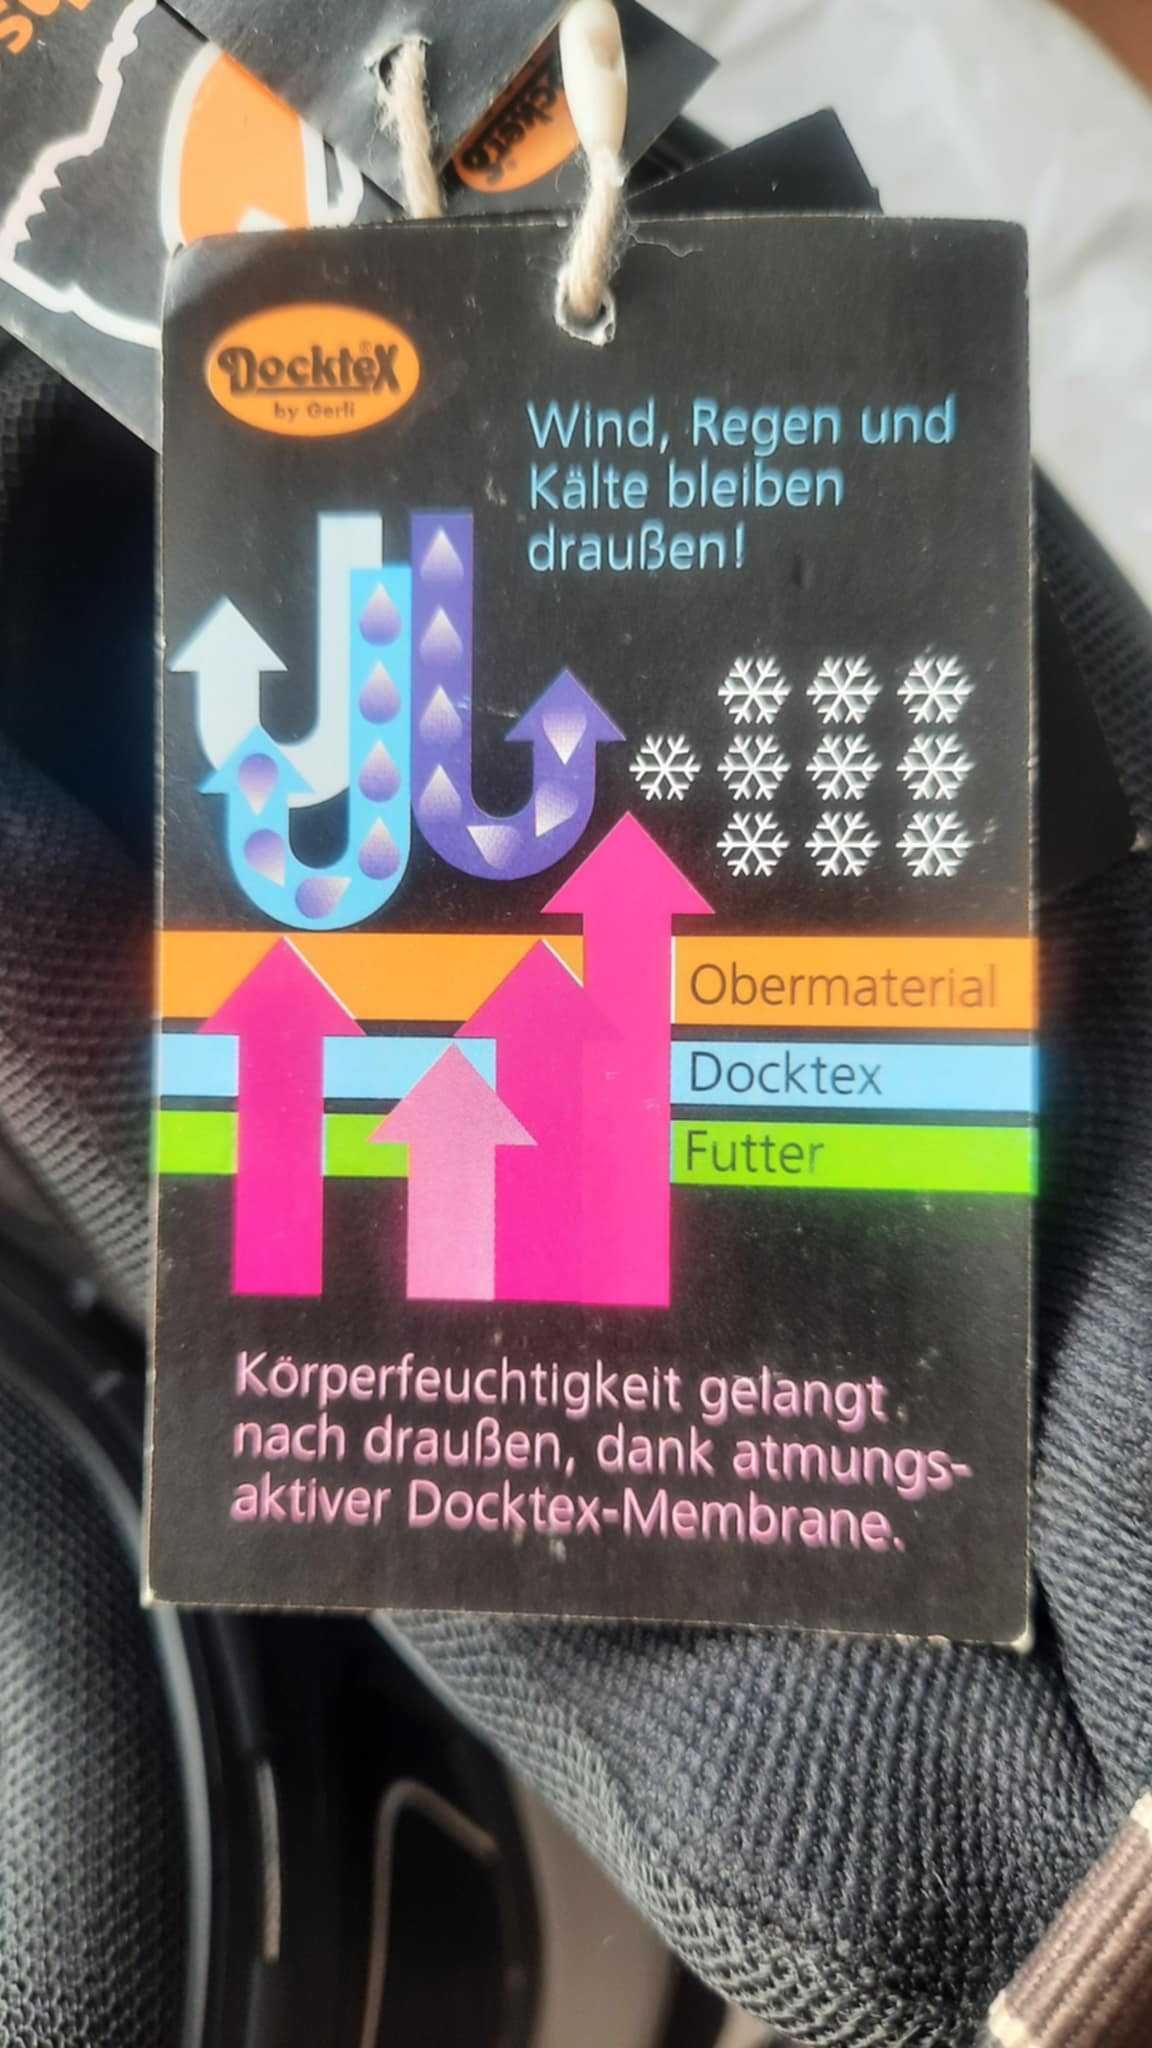 Dockers
Docktex®
by Gerli
Wind, Regen und
Kälte bleiben
draußen!
Obermaterial
Docktex
Futter
Körperfeuchtigkeit gelangt
nach draußen, dank atmungs-
aktiver Docktex-Membrane.